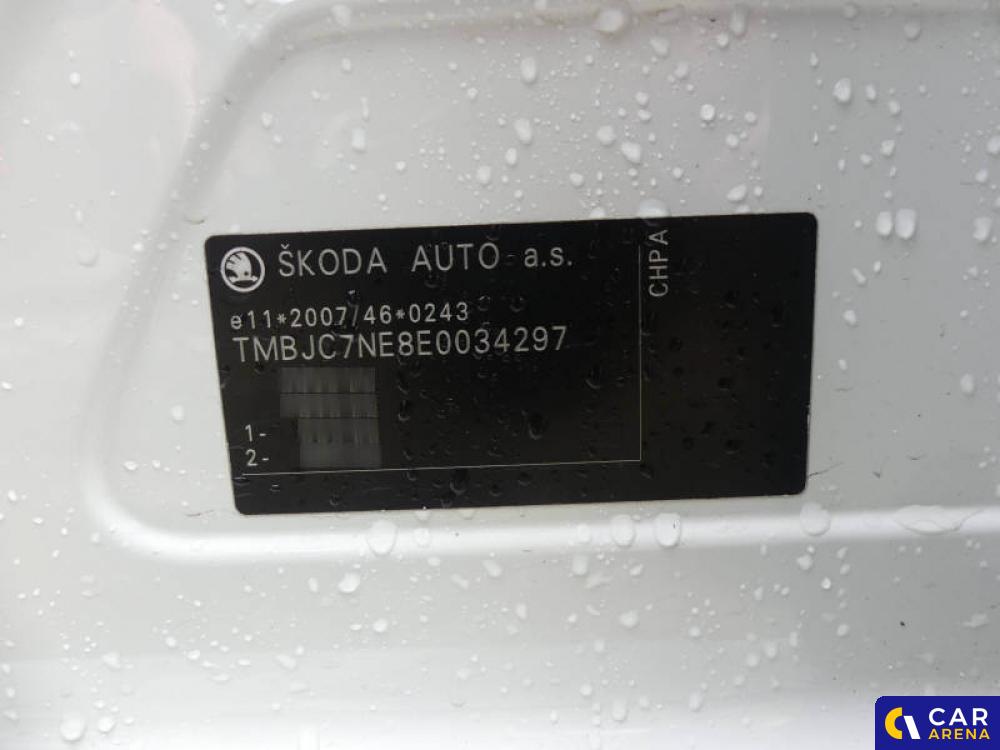 ŠKODA AUTO a.s.
CHPA
e11*2007/46*0243
TMBJC7NE8E0034297
1-
2-
CAR
ARENA